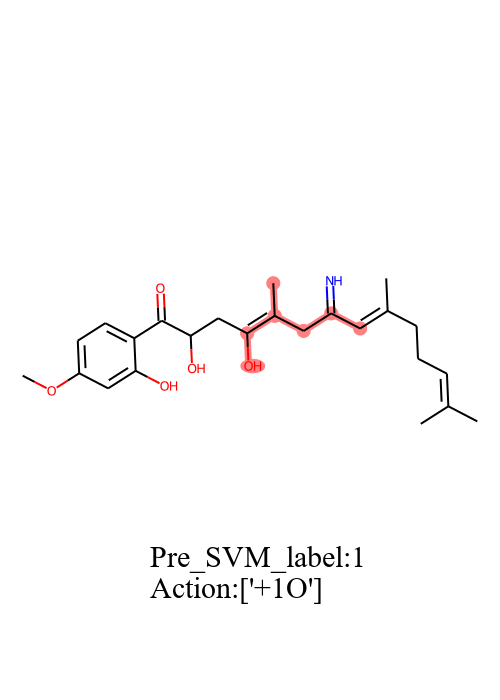 NH
O
OH
OH
OH
O
Pre_SVM_label:1
Action:['+1O']